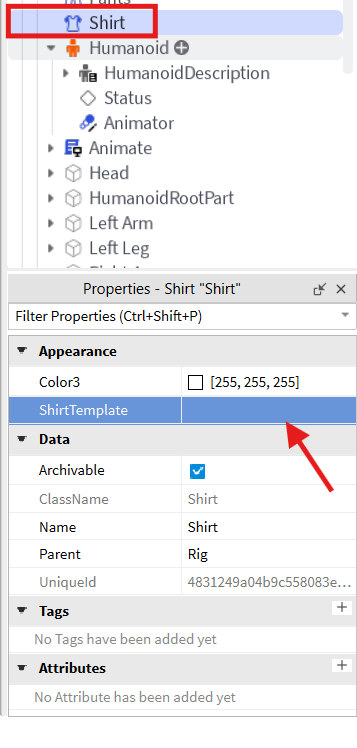 Pants
Shirt
Humanoid
HumanoidDescription
Status
Animator
Animate
Head
HumanoidRootPart
Left Arm
Left Leg
Properties - Shirt "Shirt"
Filter Properties (Ctrl+Shift+P)
Appearance
Color3 [255, 255, 255]
ShirtTemplate
Data
Archivable
ClassName Shirt
Name Shirt
Parent Rig
UniqueId 4831249a04b9c558083e...
Tags
No Tags have been added yet
Attributes
No Attribute has been added yet